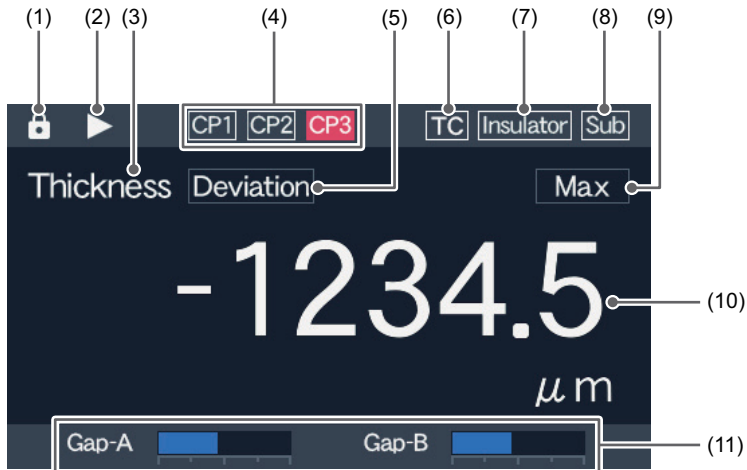 (1) (2) (3) (4) (5) (6) (7) (8) (9)
CP1 CP2 CP3 TC Insulator Sub
Thickness Deviation Max
-1234.5 (10)
μm
Gap-A Gap-B (11)